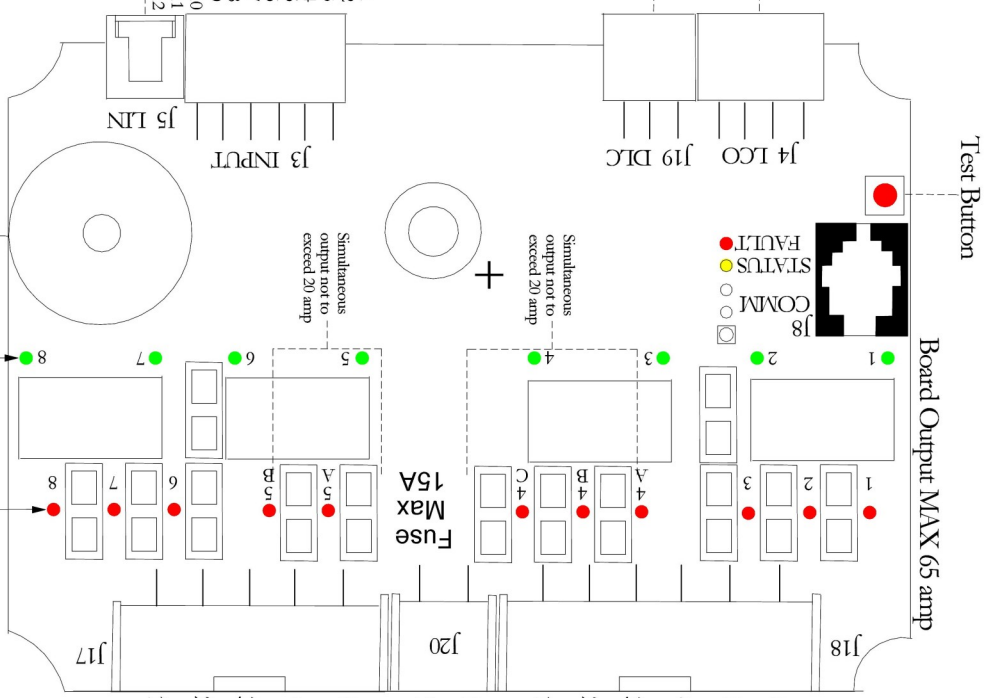 J5 LIN
J3 INPUT
J19 DLC
J4 LCO
Test Button
Simultaneous
output not to
exceed 20 amp
Simultaneous
output not to
exceed 20 amp
FAULT
STATUS
COMM
J8
8
7
6
5
4
3
2
1
Board Output MAX 65 amp
8
7
6
5
B
5
A
Fuse
Max
15A
4
C
4
B
4
A
3
2
1
J17
J20
J18
0
1
2